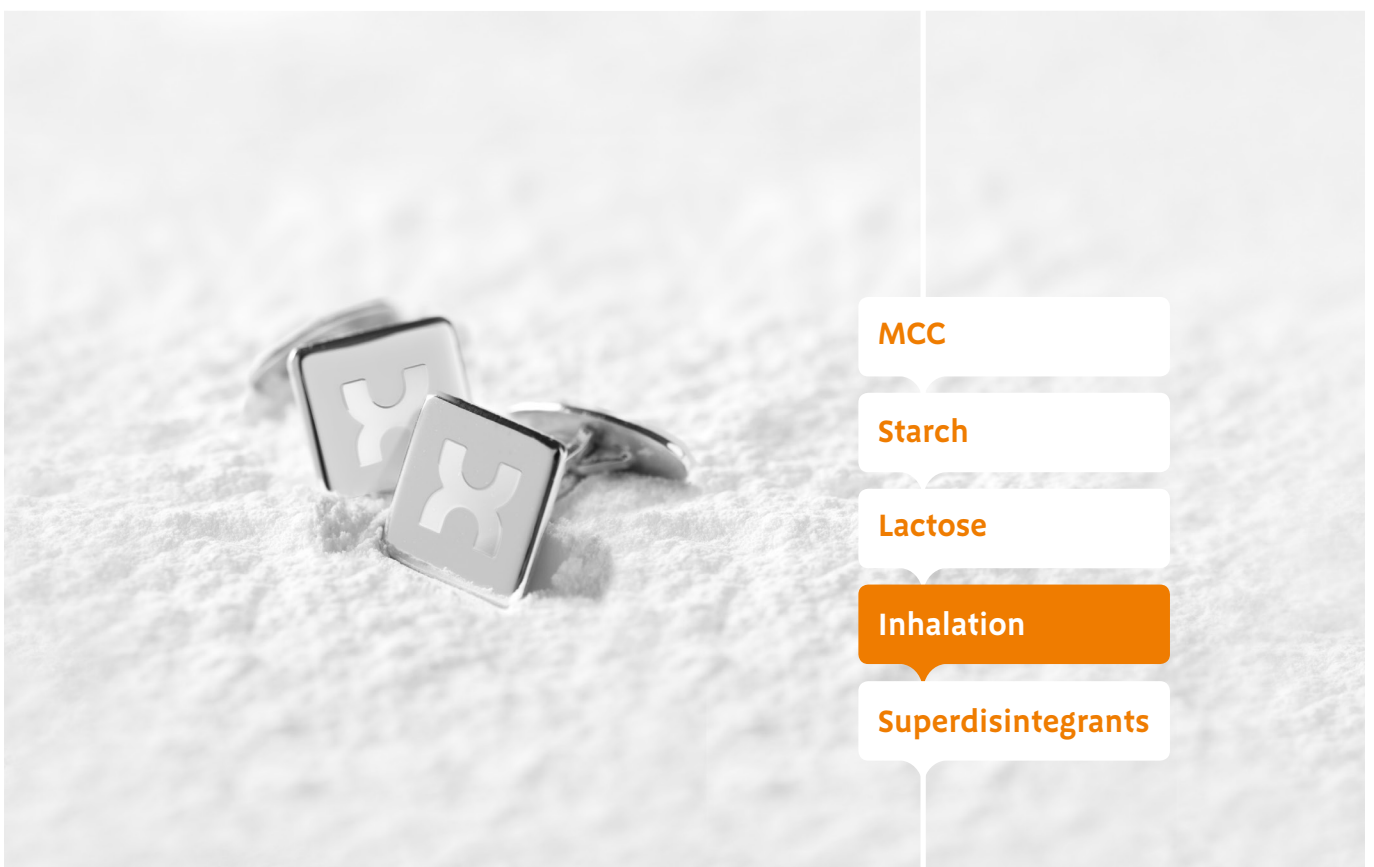 MCC
Starch
Lactose
Inhalation
Superdisintegrants